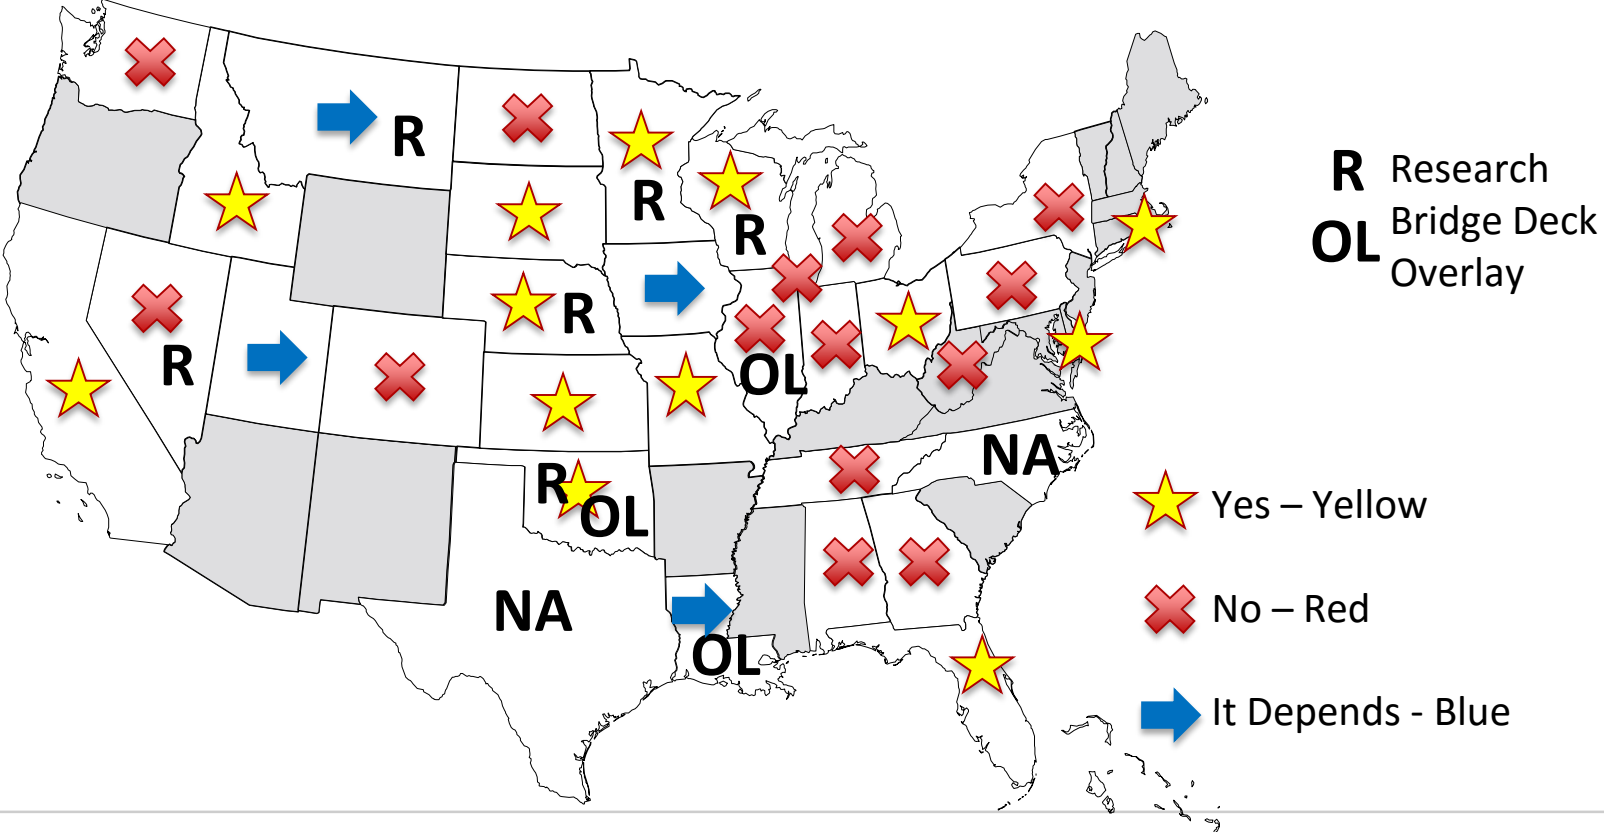 R
R
R
R
R
R
OL
R
OL
NA
NA
OL
R Research
OL Bridge Deck
Overlay
Yes – Yellow
No – Red
It Depends - Blue